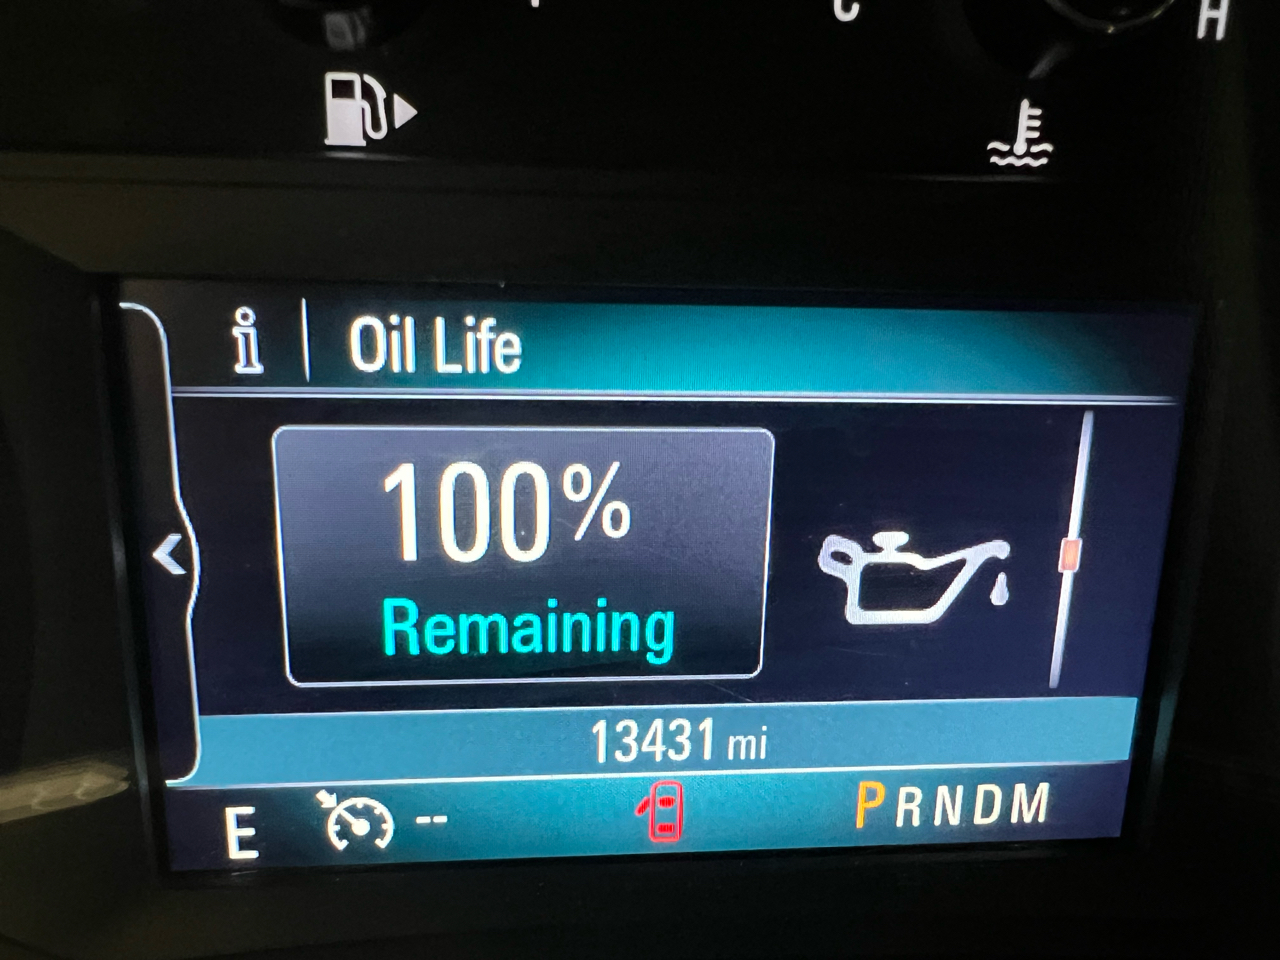 C
H
i Oil Life
100%
Remaining
13431 mi
E -- PRNDM